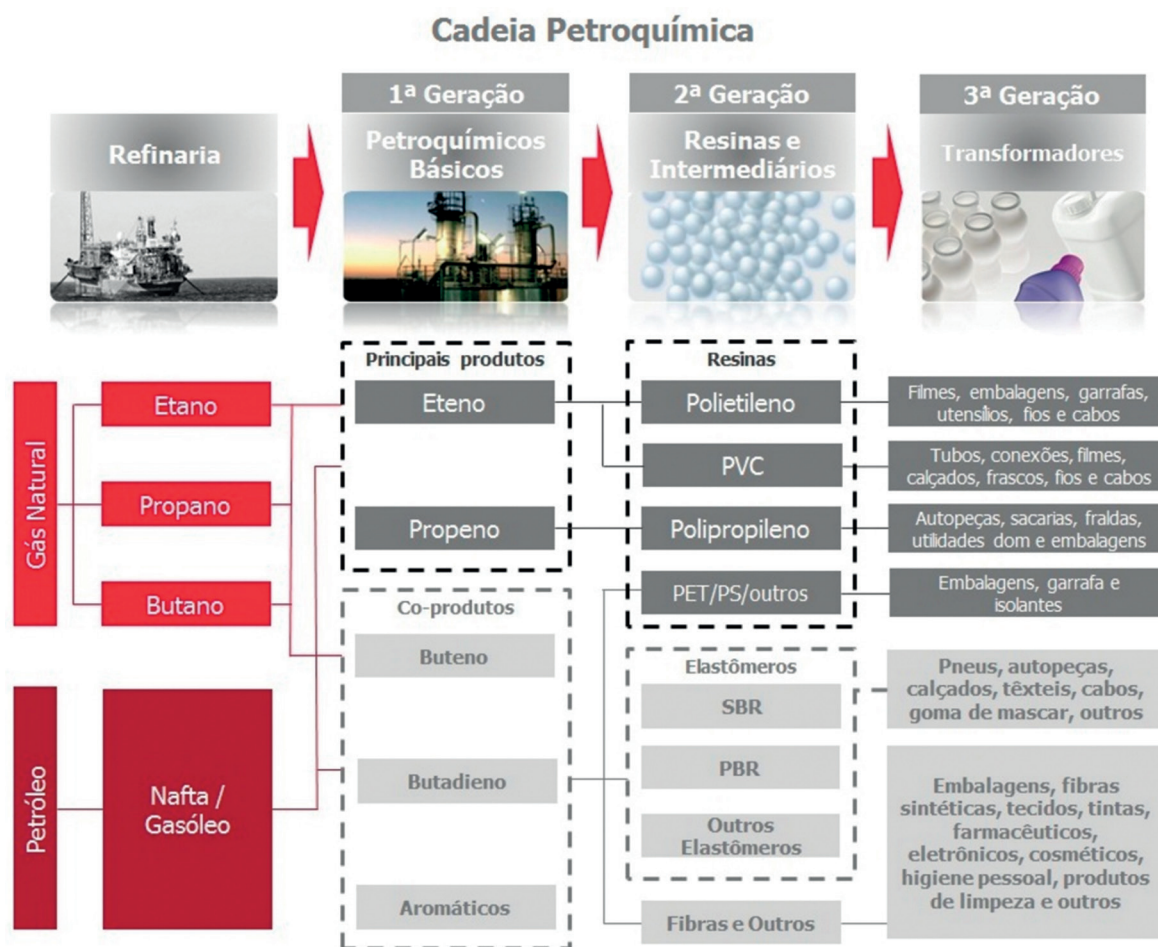 Cadeia Petroquímica
1ª Geração
2ª Geração
3ª Geração
Refinaria
Petroquímicos
Básicos
Resinas e
Intermediários
Transformadores
Principais produtos
Resinas
Gás Natural
Etano
Propano
Butano
Eteno
Propeno
Polietileno
PVC
Polipropileno
PET/PS/outros
Filmes, embalagens, garrafas,
utensílios, fios e cabos
Tubos, conexões, filmes,
calçados, frascos, fios e cabos
Autopeças, sacarias, fraldas,
utilidades dom e embalagens
Embalagens, garrafa e
isolantes
Petróleo
Nafta /
Gasóleo
Co-produtos
Buteno
Butadieno
Aromáticos
Elastômeros
SBR
PBR
Outros
Elastômeros
Fibras e Outros
Pneus, autopeças,
calçados, têxteis, cabos,
goma de mascar, outros
Embalagens, fibras
sintéticas, tecidos, tintas,
farmacêuticos,
eletrônicos, cosméticos,
higiene pessoal, produtos
de limpeza e outros